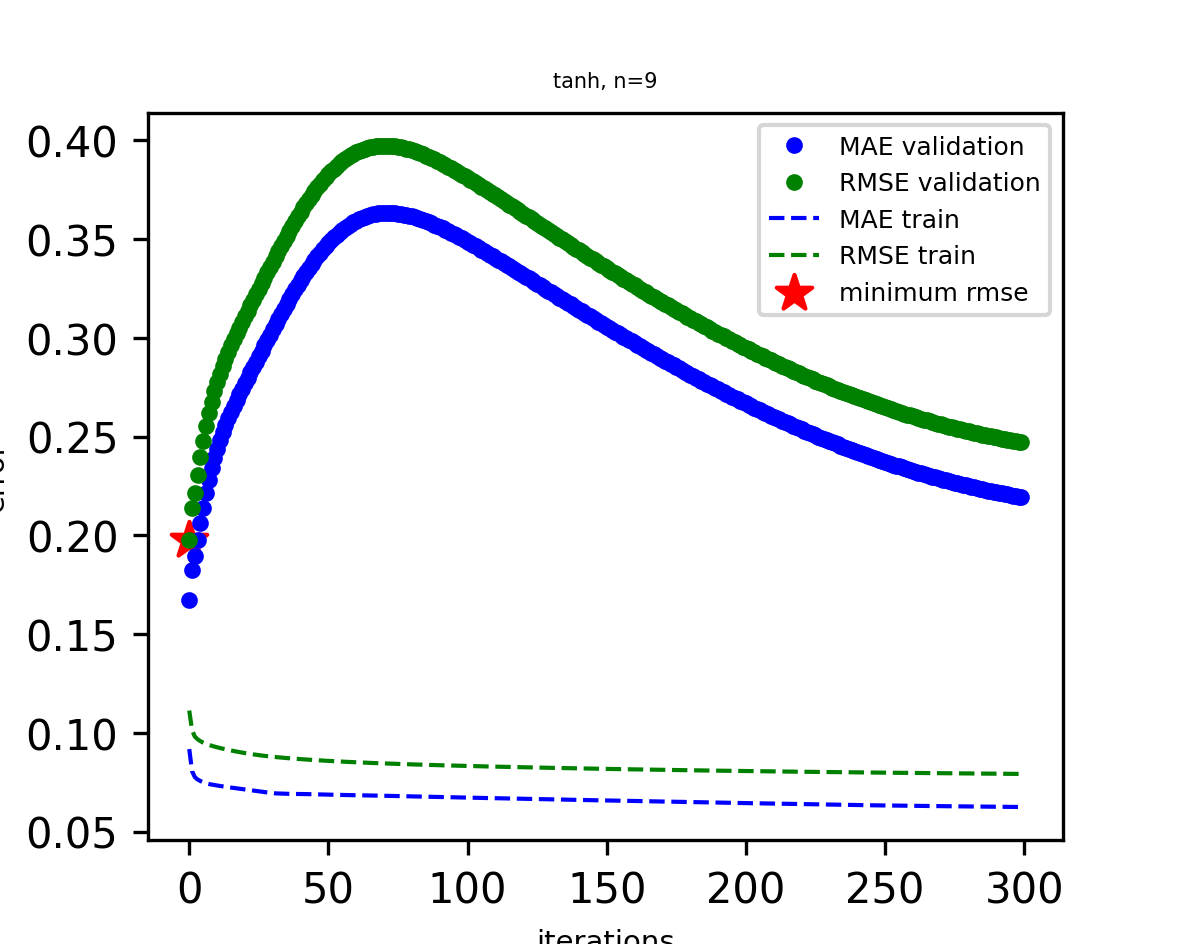 tanh, n=9
0.40
0.35
0.30
0.25
0.20
0.15
0.10
0.05
MAE validation
RMSE validation
MAE train
RMSE train
minimum rmse
0 50 100 150 200 250 300
iterations